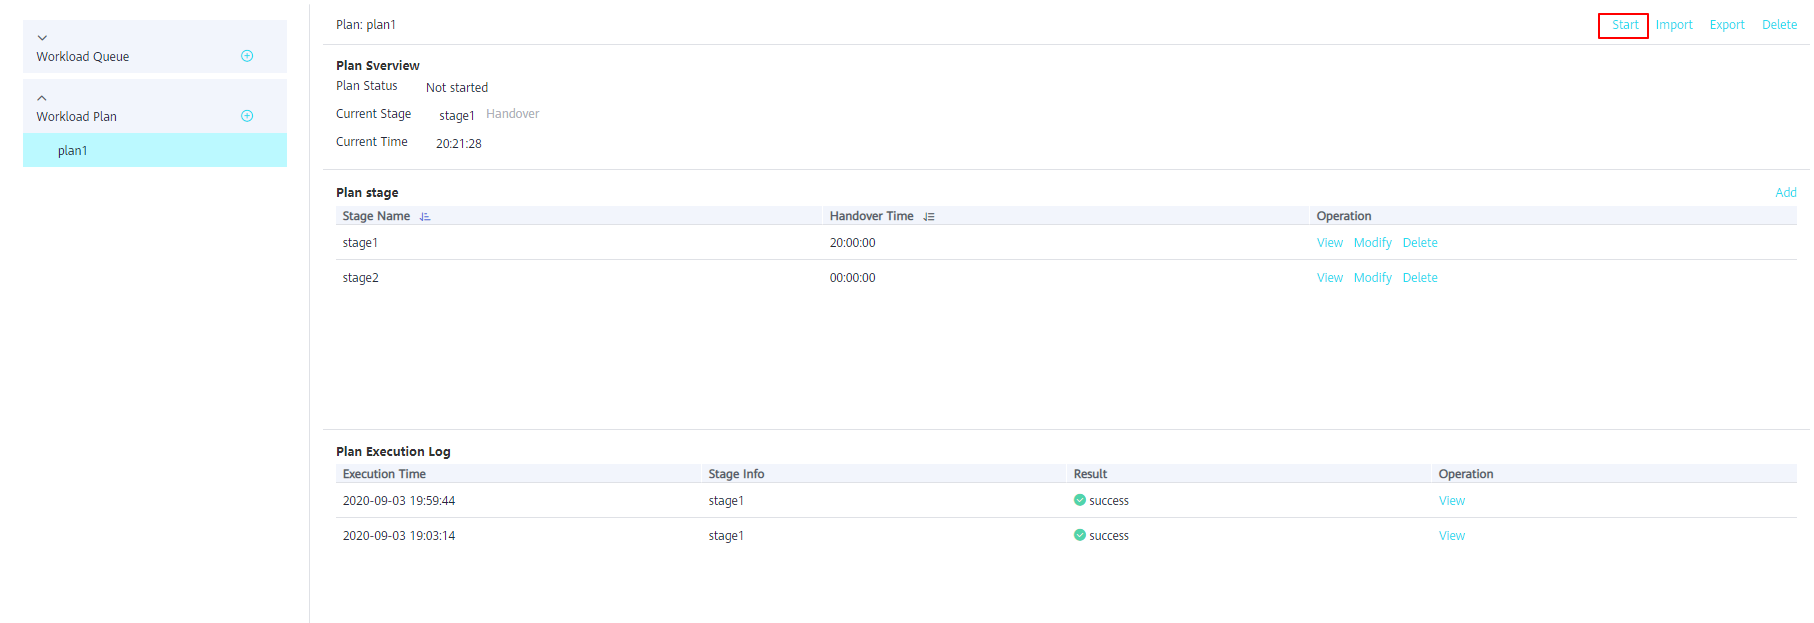 Workload Queue
Workload Plan
plan1
Plan: plan1
Start Import Export Delete
Plan Sverview
Plan Status Not started
Current Stage stage1 Handover
Current Time 20:21:28
Plan stage Add
Stage Name Handover Time Operation
stage1 20:00:00 View Modify Delete
stage2 00:00:00 View Modify Delete
Plan Execution Log
Execution Time Stage Info Result Operation
2020-09-03 19:59:44 stage1 success View
2020-09-03 19:03:14 stage1 success View